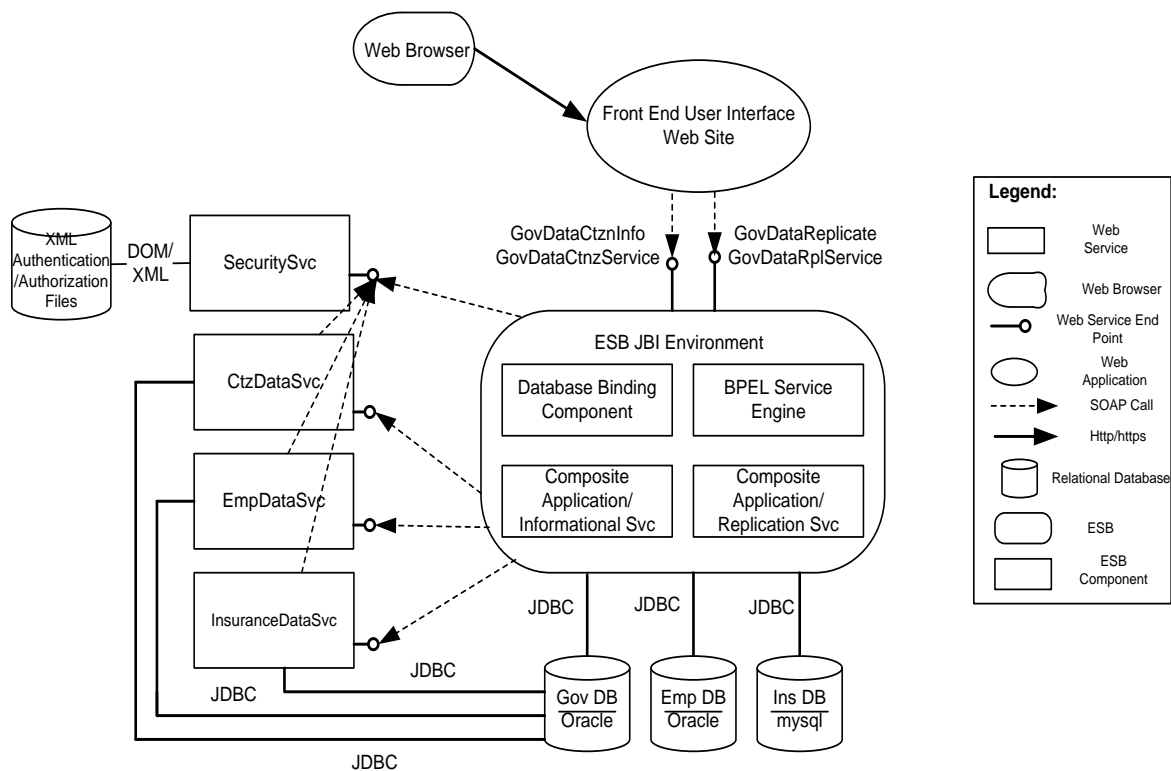 Web Browser
Front End User Interface
Web Site
GovDataCtznInfo
GovDataCtnzService
GovDataReplicate
GovDataRplService
XML
Authentication
/Authorization
Files
DOM/
XML
SecuritySvc
CtzDataSvc
EmpDataSvc
InsuranceDataSvc
ESB JBI Environment
Database Binding
Component
BPEL Service
Engine
Composite
Application/
Informational Svc
Composite
Application/
Replication Svc
JDBC
JDBC
JDBC
JDBC
JDBC
JDBC
Gov DB
Oracle
Emp DB
Oracle
Ins DB
mysql
Legend:
Web
Service
Web Browser
Web Service End
Point
Web
Application
SOAP Call
Http/https
Relational Database
ESB
ESB
Component